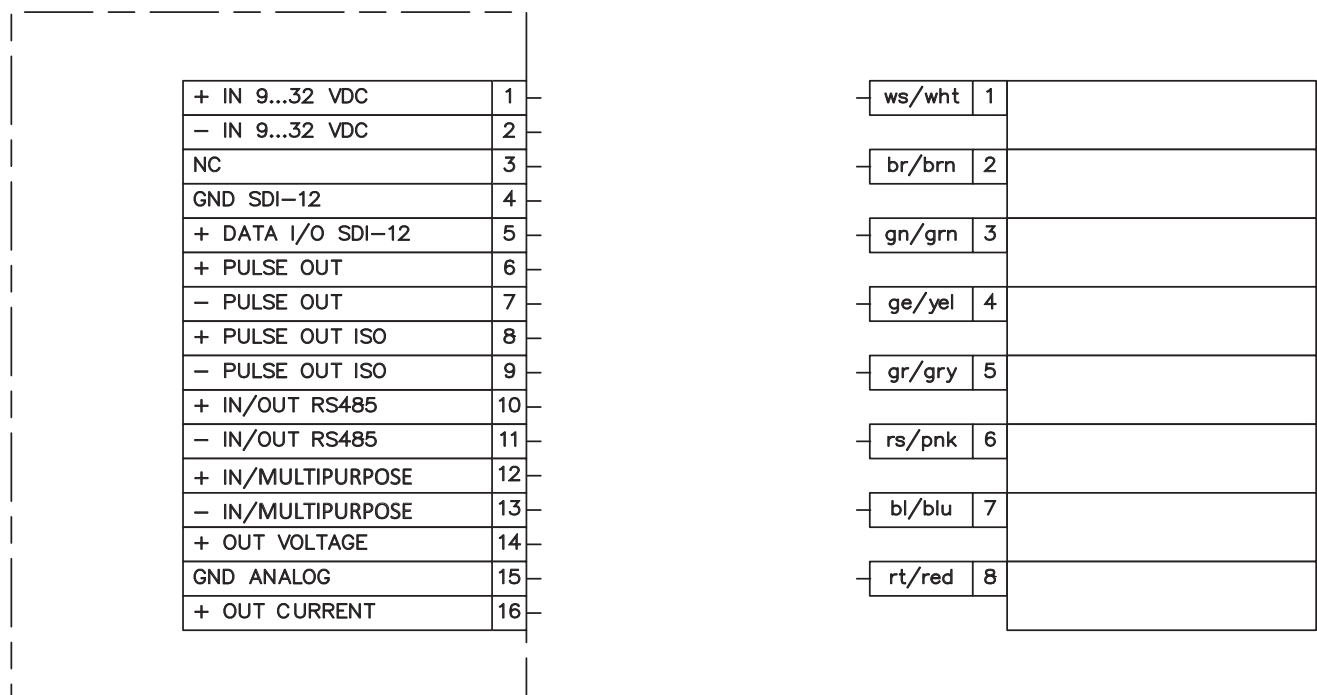 + IN 9...32 VDC 1
− IN 9...32 VDC 2
NC 3
GND SDI−12 4
+ DATA I/O SDI−12 5
+ PULSE OUT 6
− PULSE OUT 7
+ PULSE OUT ISO 8
− PULSE OUT ISO 9
+ IN/OUT RS485 10
− IN/OUT RS485 11
+ IN/MULTIPURPOSE 12
− IN/MULTIPURPOSE 13
+ OUT VOLTAGE 14
GND ANALOG 15
+ OUT CURRENT 16
ws/wht 1
br/brn 2
gn/grn 3
ge/yel 4
gr/gry 5
rs/pnk 6
bl/blu 7
rt/red 8